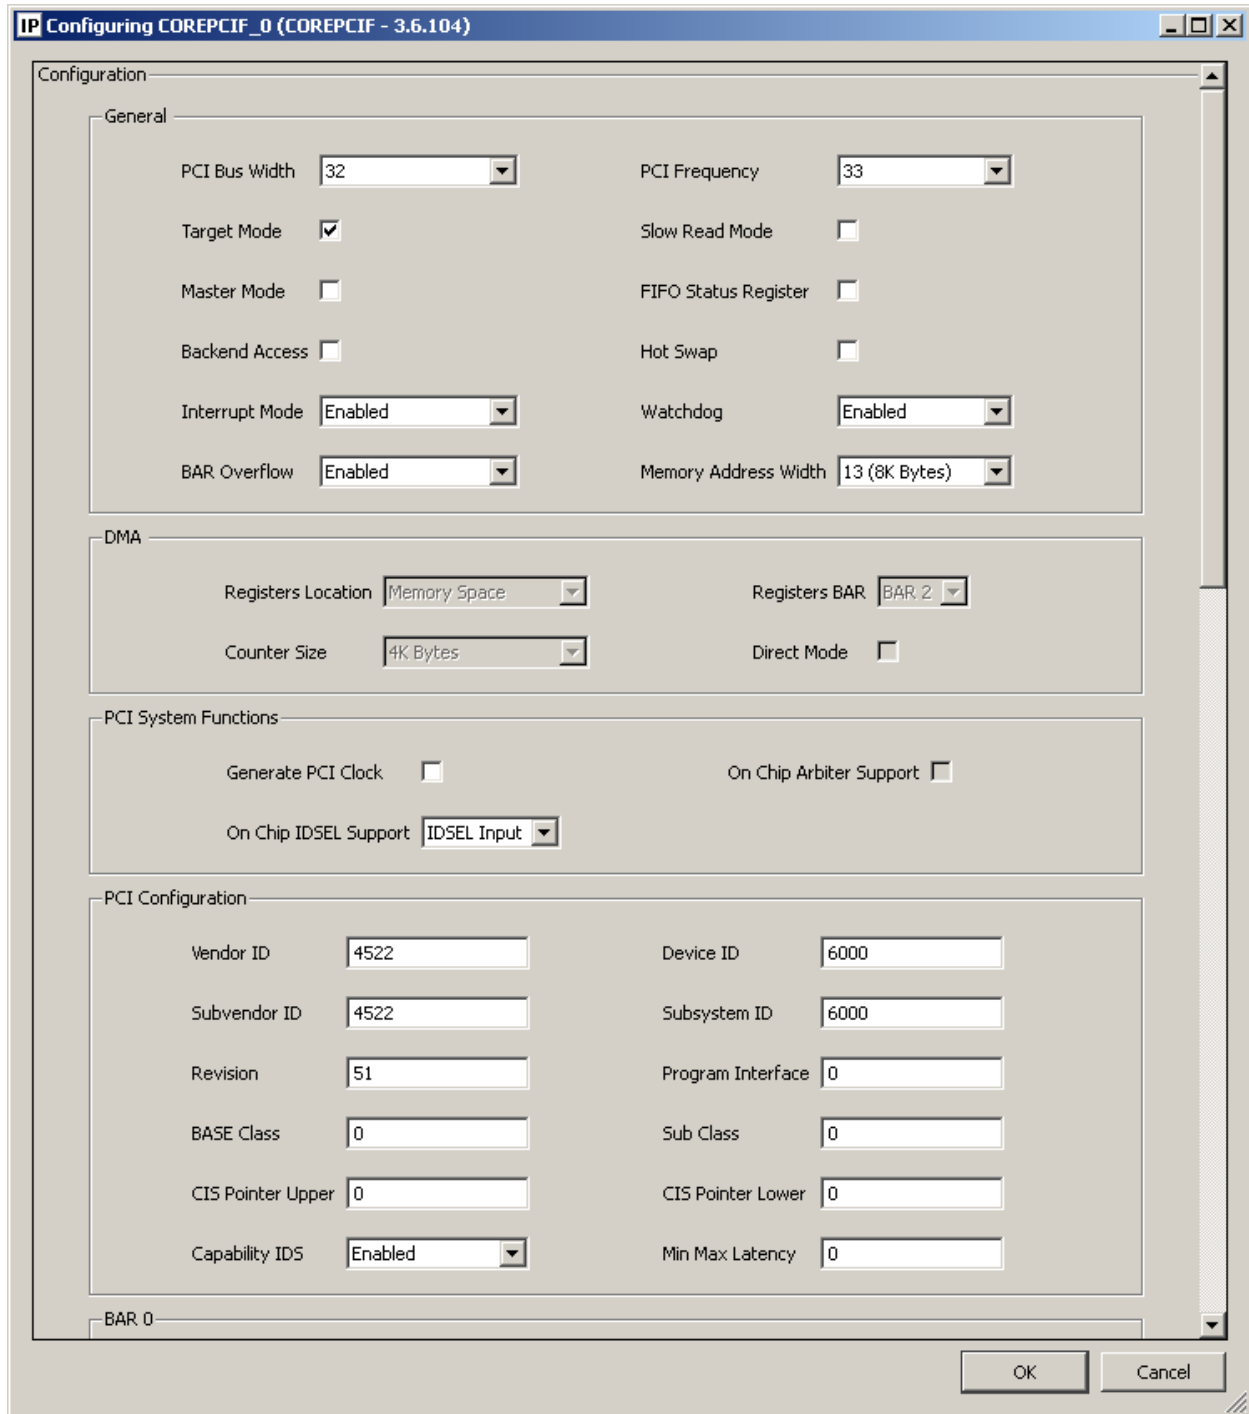 IP Configuring COREPCIF_0 (COREPCIF - 3.6.104)
Configuration
General
PCI Bus Width 32 PCI Frequency 33
Target Mode Slow Read Mode
Master Mode FIFO Status Register
Backend Access Hot Swap
Interrupt Mode Enabled Watchdog Enabled
BAR Overflow Enabled Memory Address Width 13 (8K Bytes)
DMA
Registers Location Memory Space Registers BAR BAR 2
Counter Size 4K Bytes Direct Mode
PCI System Functions
Generate PCI Clock On Chip Arbiter Support
On Chip IDSEL Support IDSEL Input
PCI Configuration
Vendor ID 4522 Device ID 6000
Subvendor ID 4522 Subsystem ID 6000
Revision 51 Program Interface 0
BASE Class 0 Sub Class 0
CIS Pointer Upper 0 CIS Pointer Lower 0
Capability IDS Enabled Min Max Latency 0
BAR 0
OK Cancel